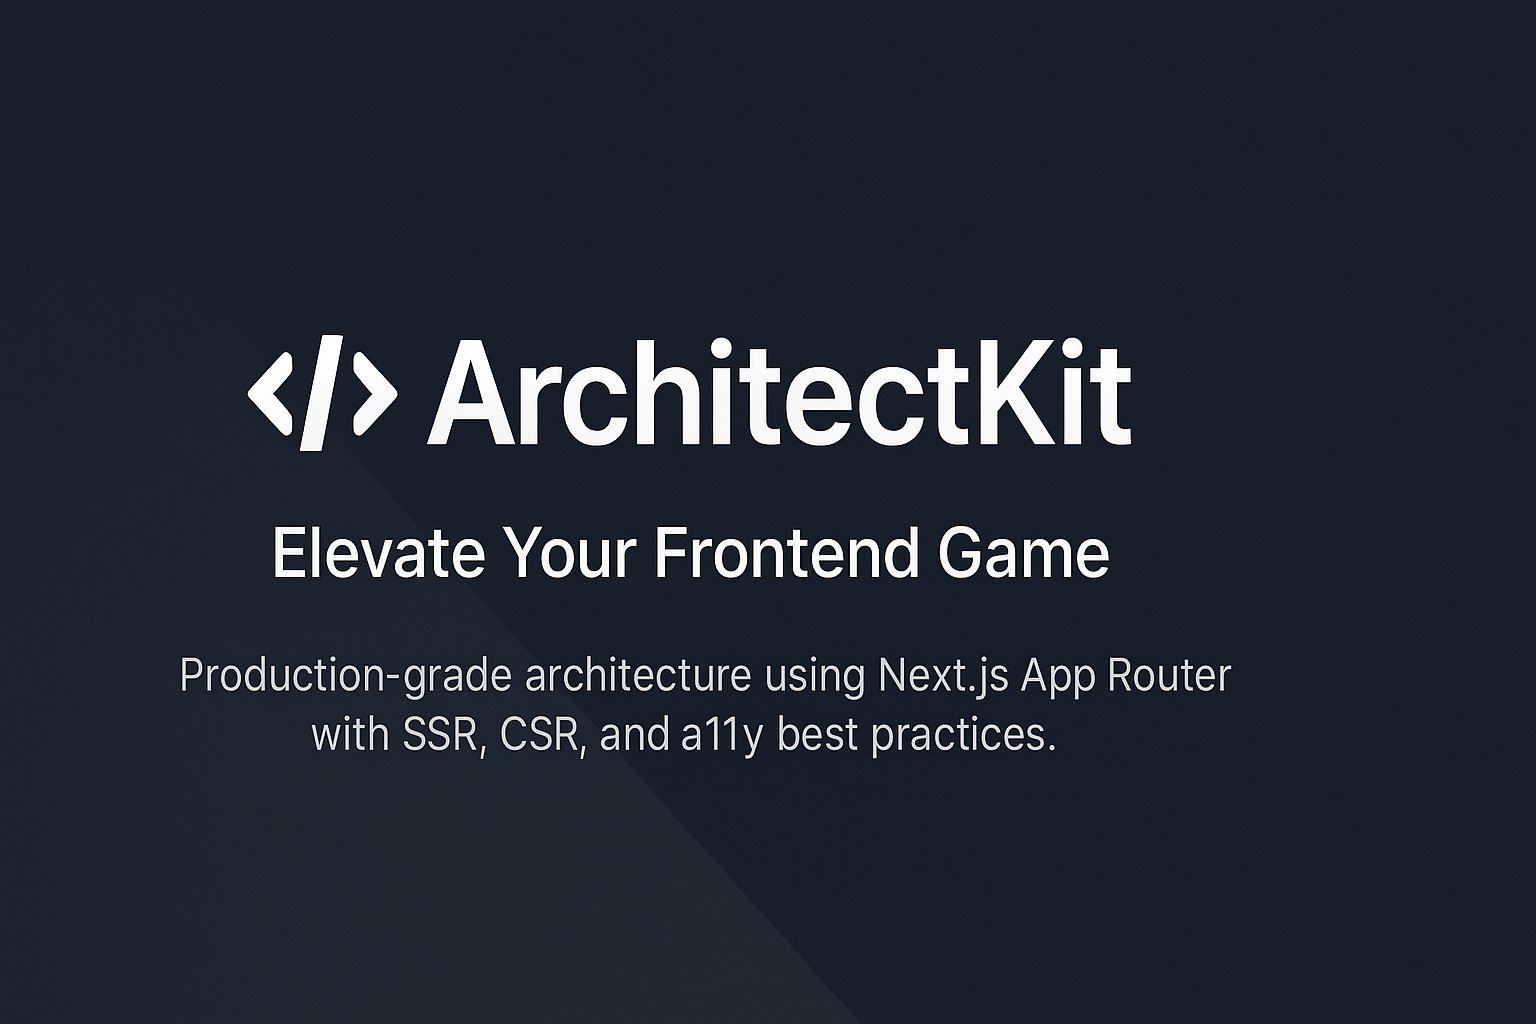 </> ArchitectKit
Elevate Your Frontend Game
Production-grade architecture using Next.js App Router
with SSR, CSR, and a11y best practices.